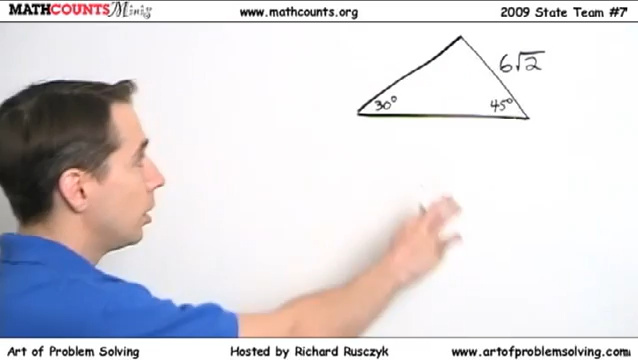 MATHCOUNTS Minis
www.mathcounts.org
2009 State Team #7
6√2
30°
45°
Art of Problem Solving
Hosted by Richard Rusczyk
www.artofproblemsolving.com/